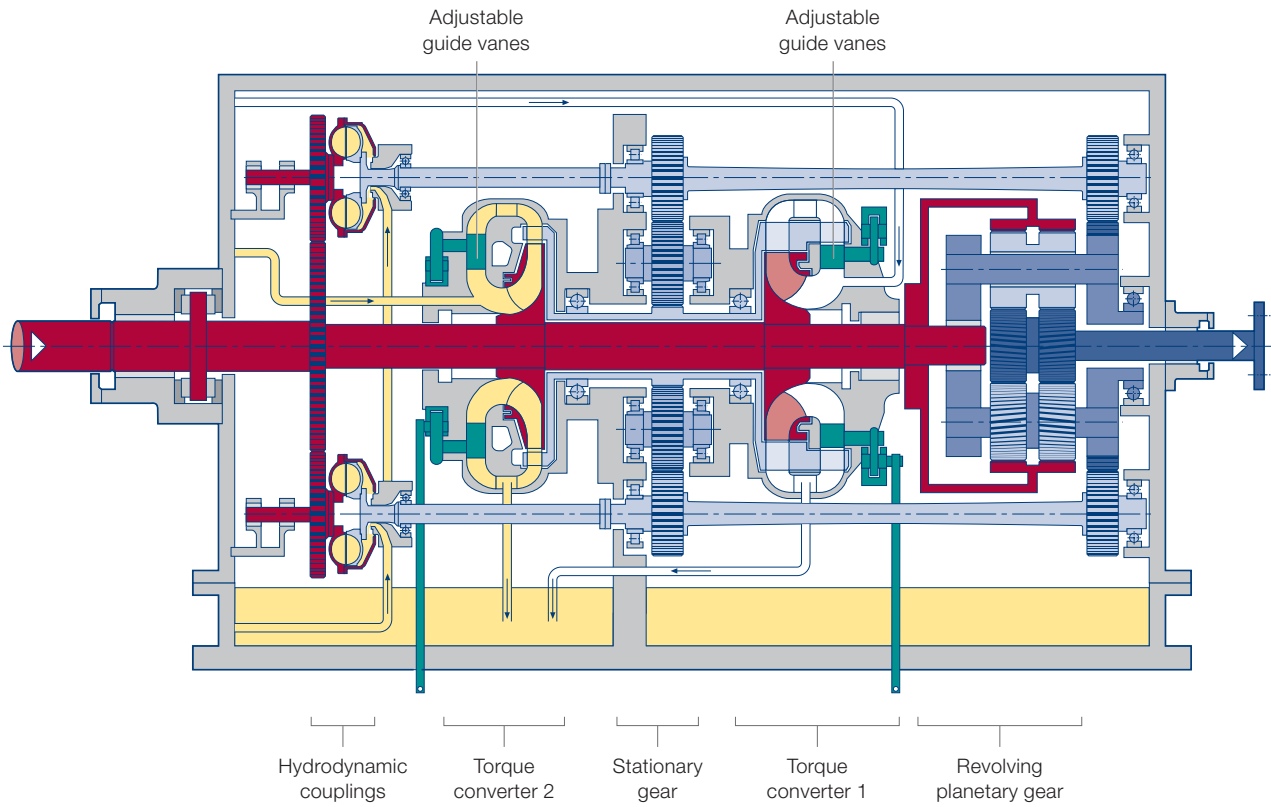 Adjustable
guide vanes
Adjustable
guide vanes
Hydrodynamic
couplings
Torque
converter 2
Stationary
gear
Torque
converter 1
Revolving
planetary gear